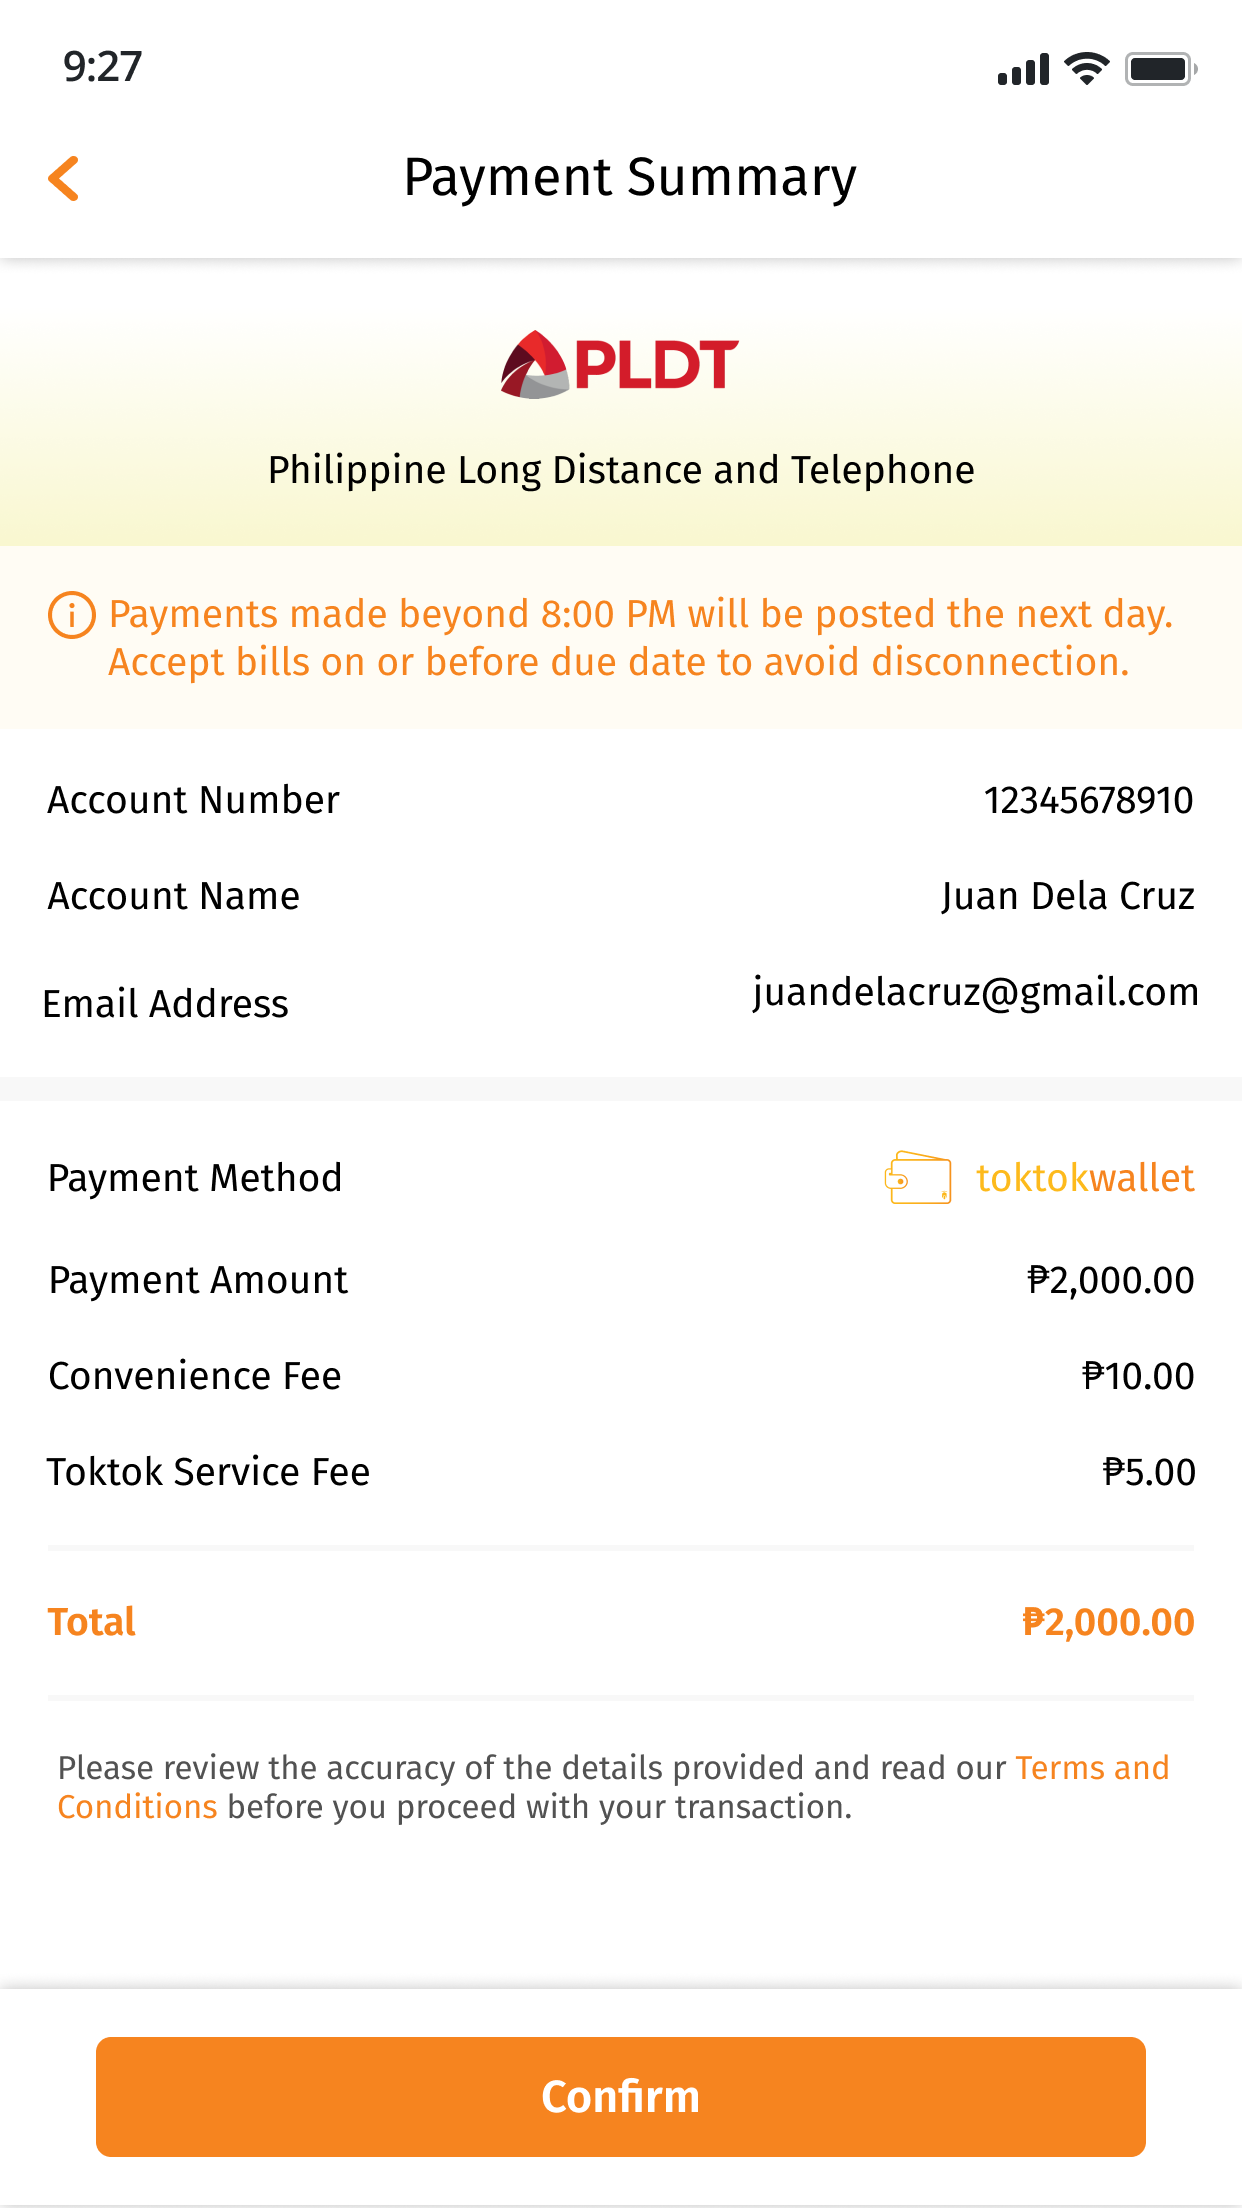 9:27
Payment Summary
PLDT
Philippine Long Distance and Telephone
Payments made beyond 8:00 PM will be posted the next day.
Accept bills on or before due date to avoid disconnection.
Account Number 12345678910
Account Name Juan Dela Cruz
Email Address juandelacruz@gmail.com
Payment Method toktokwallet
Payment Amount ₱2,000.00
Convenience Fee ₱10.00
Toktok Service Fee ₱5.00
Total ₱2,000.00
Please review the accuracy of the details provided and read our Terms and
Conditions before you proceed with your transaction.
Confirm